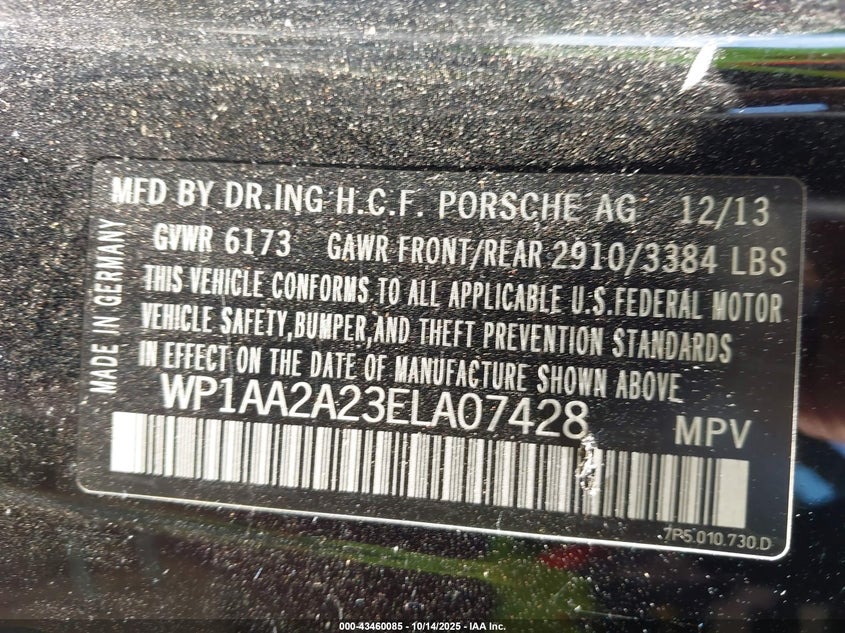 MFD BY DR.ING H.C.F. PORSCHE AG 12/13
GVWR 6173 GAWR FRONT/REAR 2910/3384 LBS
THIS VEHICLE CONFORMS TO ALL APPLICABLE U.S.FEDERAL MOTOR
VEHICLE SAFETY,BUMPER,AND THEFT PREVENTION STANDARDS
IN EFFECT ON THE DATE OF MANUFACTURE SHOWN ABOVE
MADE IN GERMANY
WP1AA2A23ELA07428
MPV
7P5.010.730.D
000-43460085 - 10/14/2025 - IAA Inc.